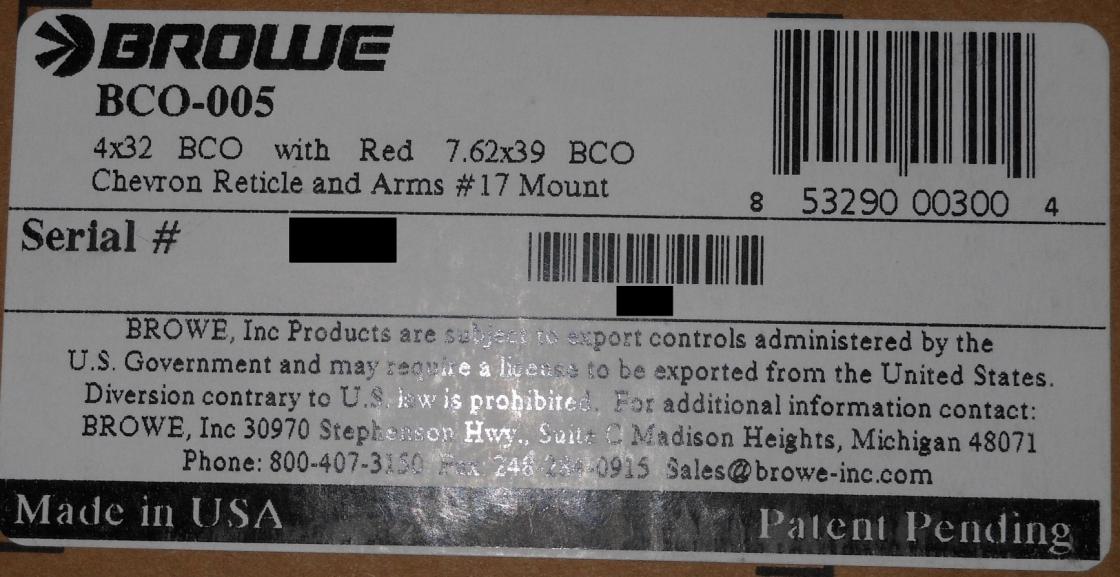 BROWE
BCO-005
4x32 BCO with Red 7.62x39 BCO
Chevron Reticle and Arms #17 Mount
8 53290 00300 4
Serial #
BROWE, Inc Products are subject to export controls administered by the
U.S. Government and may require a license to be exported from the United States.
Diversion contrary to U.S. law is prohibited. For additional information contact:
BROWE, Inc 30970 Stephenson Hwy., Suite C Madison Heights, Michigan 48071
Phone: 800-407-3150 Fax 248-284-0915 Sales@browe-inc.com
Made in USA
Patent Pending